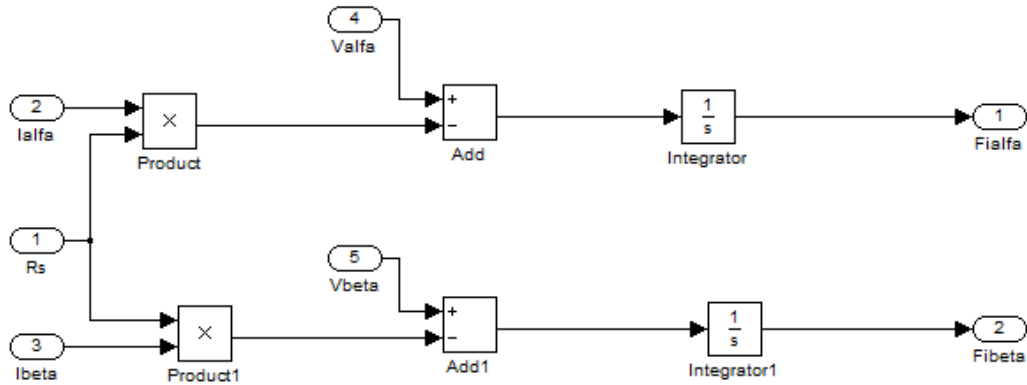 4
Valfa
2
Ialfa
×
Product
+
−
Add
1
s
Integrator
1
Fialfa
1
Rs
5
Vbeta
3
Ibeta
×
Product1
+
−
Add1
1
s
Integrator1
2
Fibeta